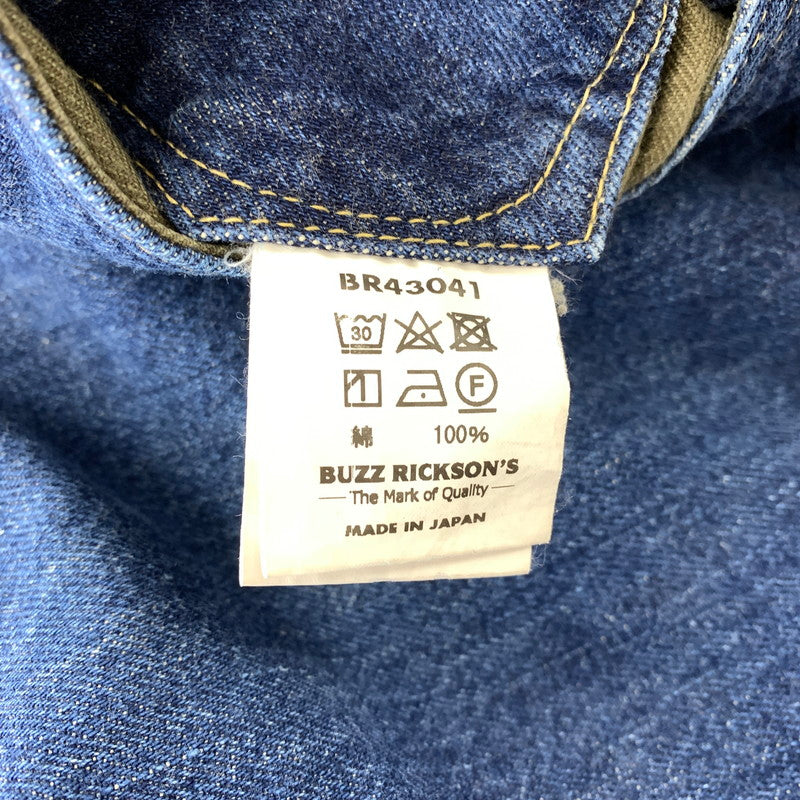 BR43041
30
F
綿 100%
BUZZ RICKSON'S
The Mark of Quality
MADE IN JAPAN